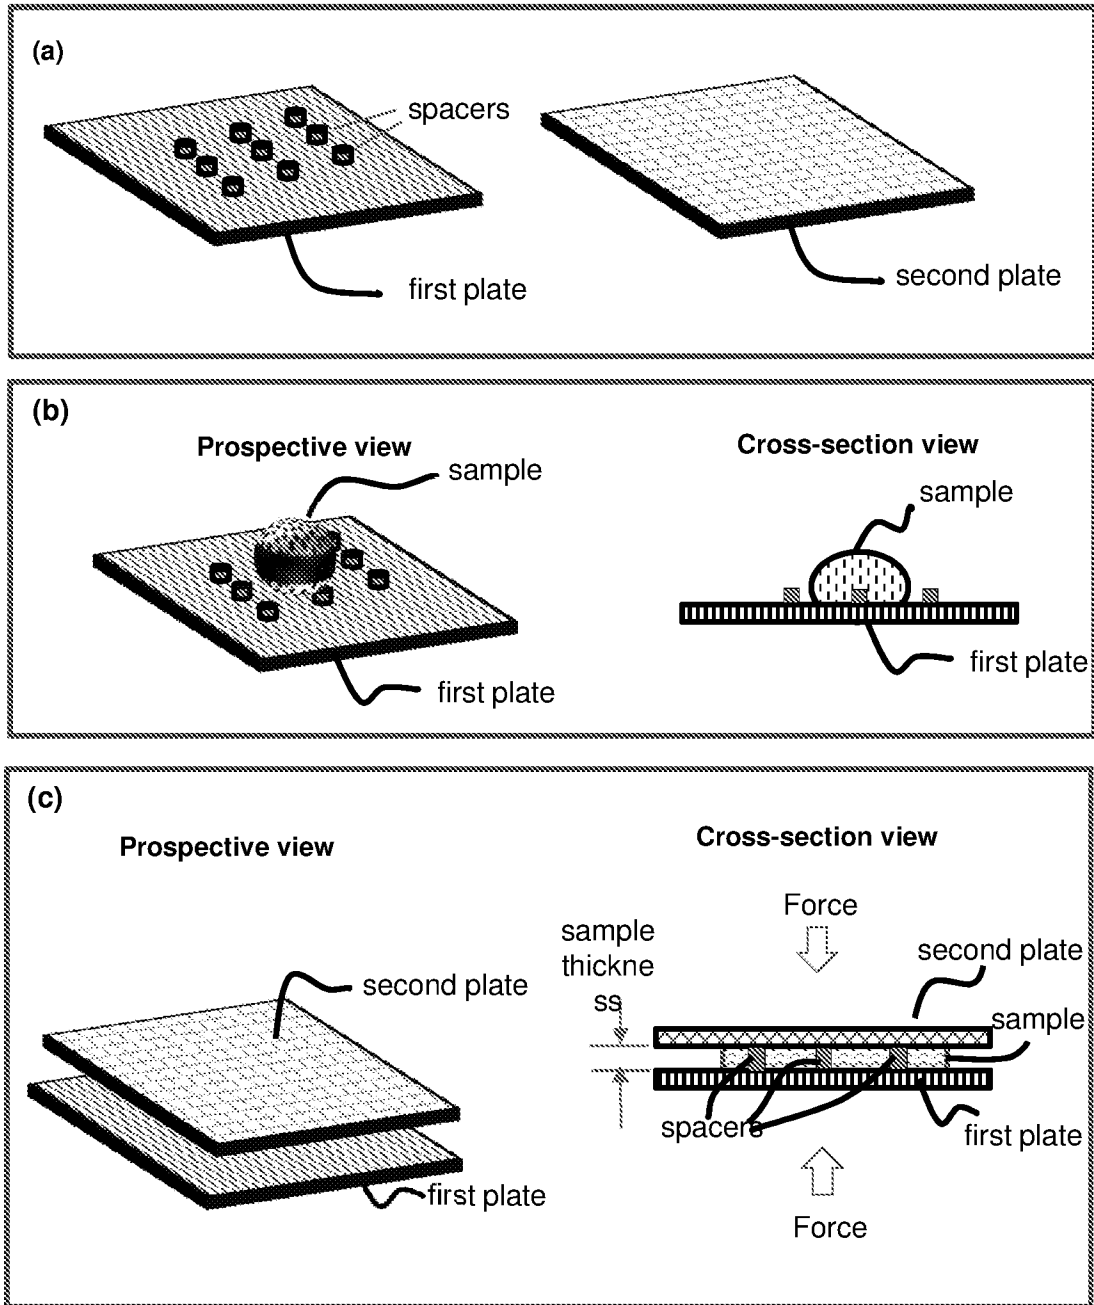 (a)
spacers
first plate
second plate
(b)
Prospective view
Cross-section view
sample
sample
first plate
first plate
(c)
Prospective view
Cross-section view
Force
sample
thickne
ss
second plate
second plate
sample
spacers
first plate
first plate
Force